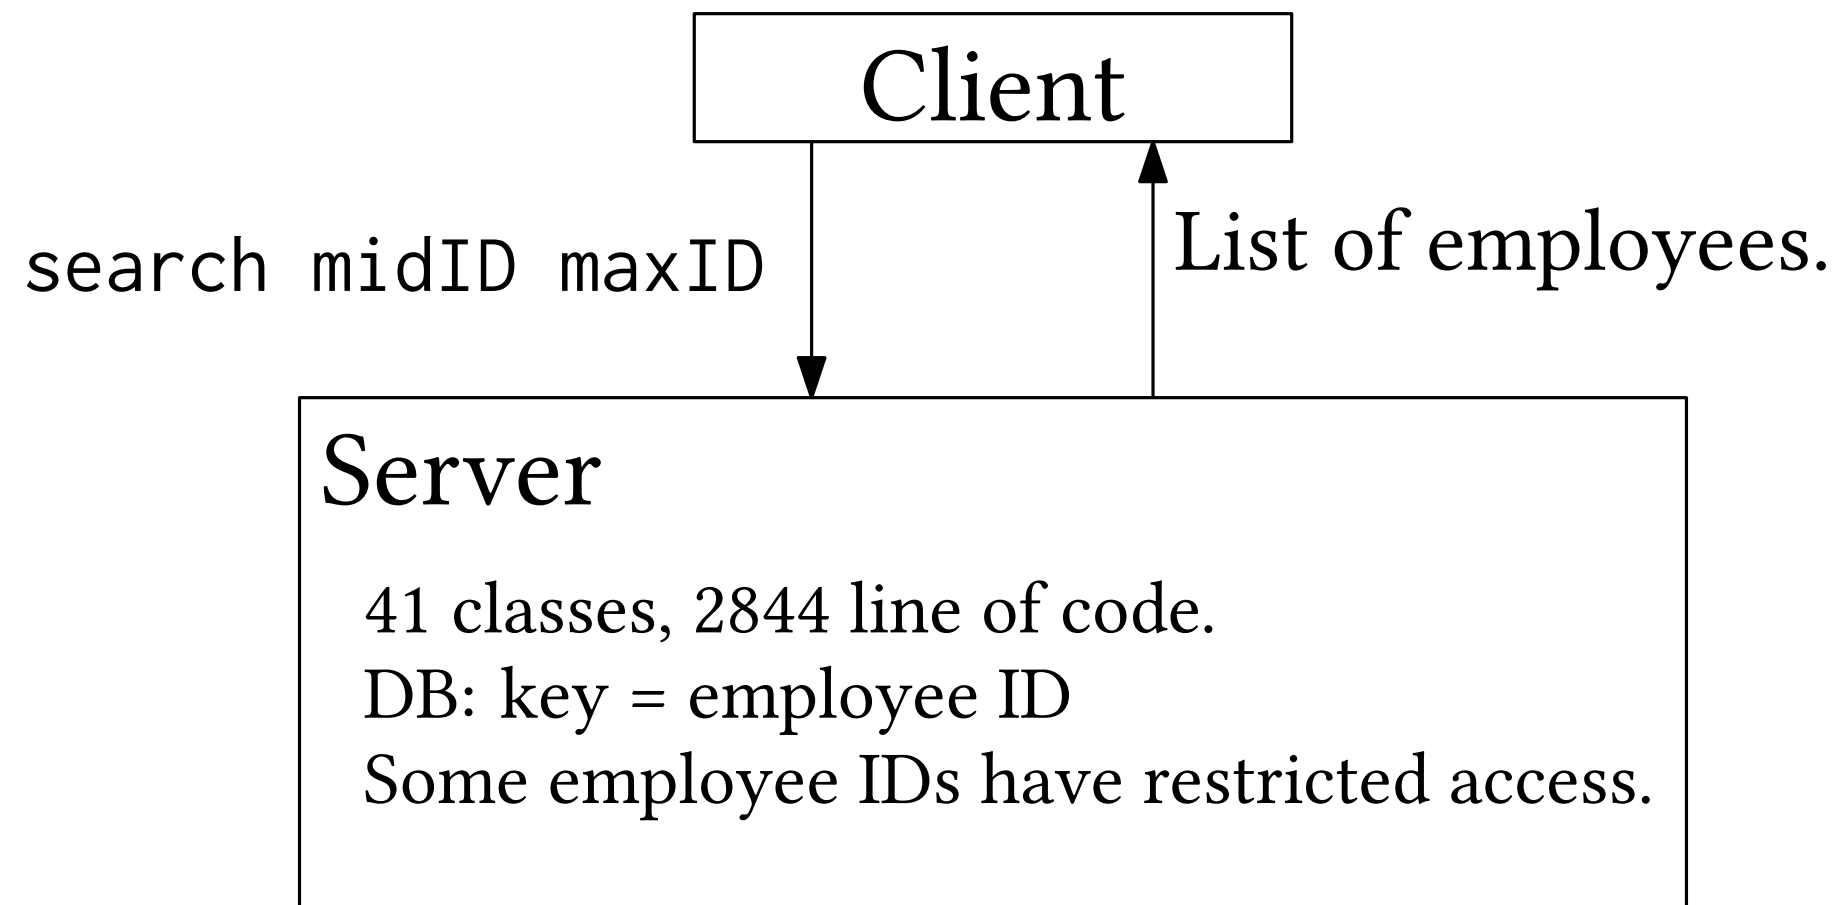 Client
search midID maxID
List of employees.
Server
41 classes, 2844 line of code.
DB: key = employee ID
Some employee IDs have restricted access.